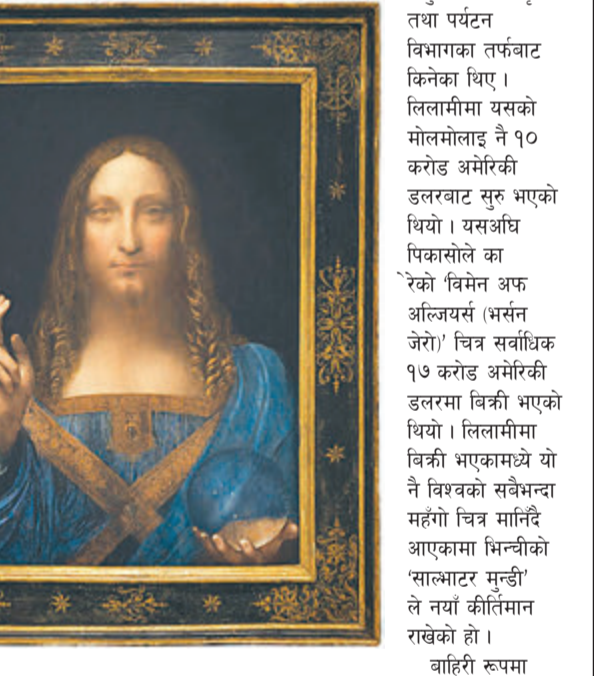 तथा पर्यटन
विभागका तर्फबाट
किनेका थिए ।
लिलामीमा यसको
मोलमोलाइ नै १०
करोड अमेरिकी
डलरबाट सुरु भएको
थियो । यसअघि
पिकासोले का
ेरेको ‘विमेन अफ
अल्जियर्स (भर्सन
जेरो)’ चित्र सर्वाधिक
१७ करोड अमेरिकी
डलरमा बिक्री भएको
थियो । लिलामीमा
बिक्री भएकामध्ये यो
नै विश्वको सबैभन्दा
महँगो चित्र मानिँदै
आएकामा भिन्चीको
‘साल्भाटर मुन्डी’
ले नयाँ कीर्तिमान
राखेको हो ।
बाहिरी रूपमा